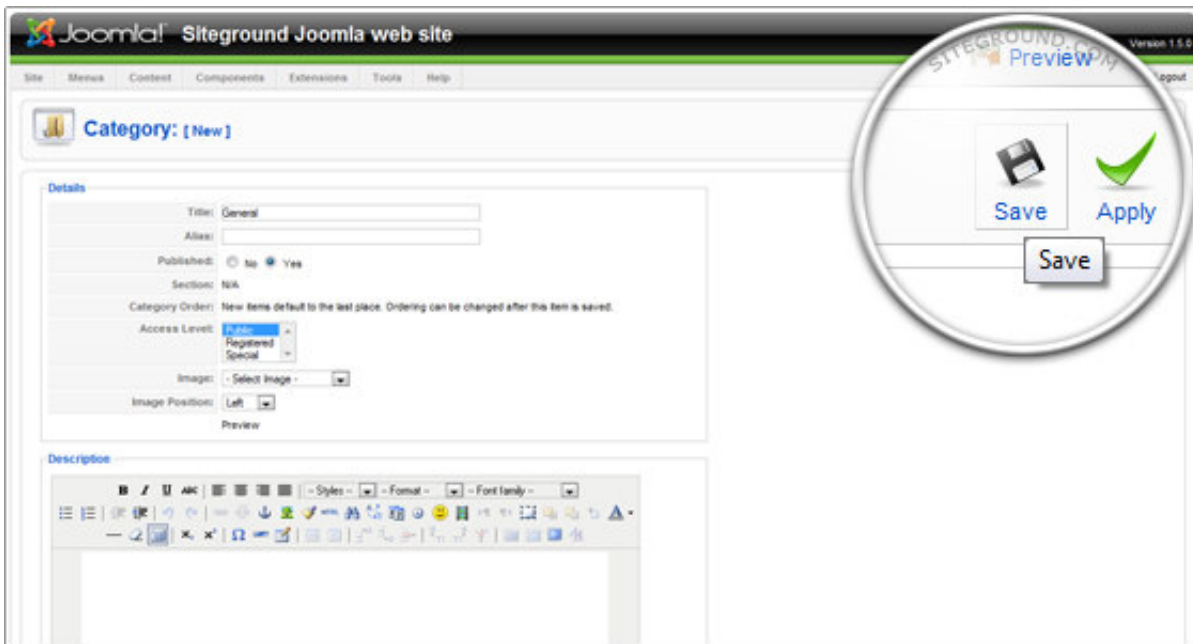 Joomla! Siteground Joomla web site
Version 1.5.0
SITEGROUND.COM
Preview
Site Menus Content Components Extensions Tools Help
ogout
Category: [ New ]
Save Apply
Save
Details
Title: General
Alias:
Published: No Yes
Section: N/A
Category Order: New items default to the last place. Ordering can be changed after this item is saved.
Access Level: Public
Registered
Special
Image: - Select Image -
Image Position: Left
Preview
Description
B I U ABC -- Styles -- -- Format -- -- Font family --